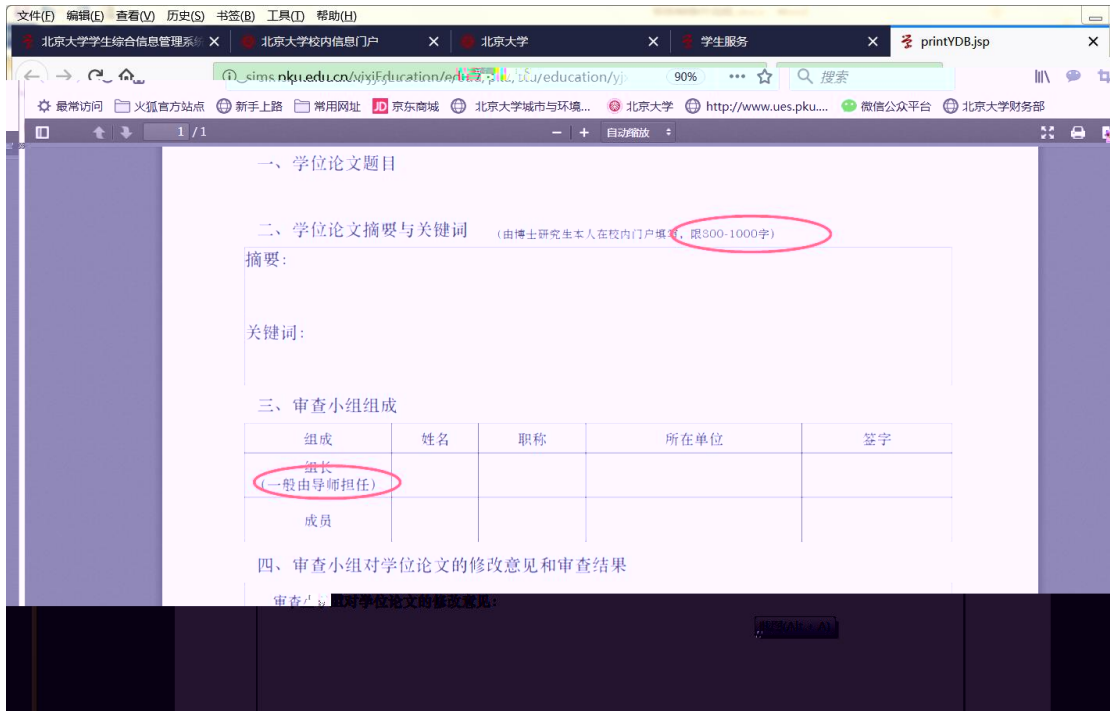 文件(F) 编辑(E) 查看(V) 历史(S) 书签(B) 工具(T) 帮助(H)
北京大学学生综合信息管理系统 北京大学校内信息门户 北京大学 学生服务 printYDB.jsp
90% 搜索
最常访问 火狐官方站点 新手上路 常用网址 JD 京东商城 北京大学城市与环境... 北京大学 http://www.ues.pku.... 微信公众平台 北京大学财务部
1 / 1 自动缩放
一、学位论文题目
二、学位论文摘要与关键词 (由博士研究生本人在校内门户填写，限800-1000字)
摘要:
关键词:
三、审查小组组成
组成 姓名 职称 所在单位 签字
组长
(一般由导师担任)
成员
四、审查小组对学位论文的修改意见和审查结果
审查小组对学位论文的修改意见: